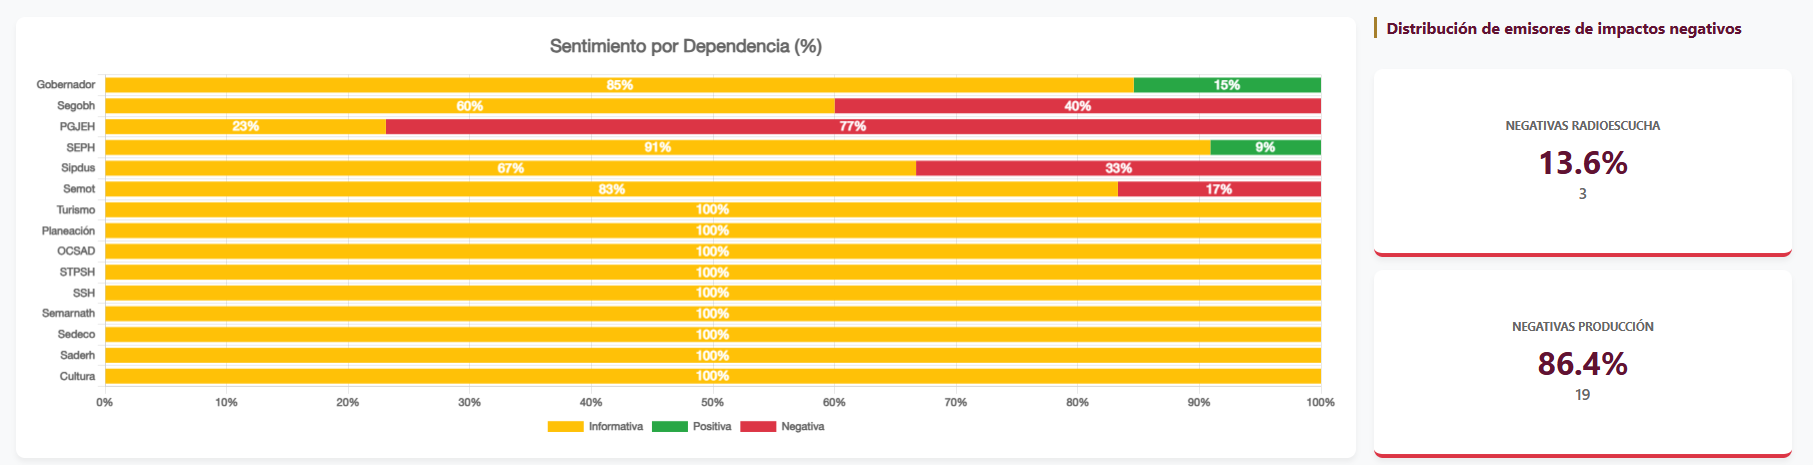 Sentimiento por Dependencia (%)
Gobernador 85% 15%
Segobh 60% 40%
PGJEH 23% 77%
SEPH 91% 9%
Sipdus 67% 33%
Semot 83% 17%
Turismo 100%
Planeación 100%
OCSAD 100%
STPSH 100%
SSH 100%
Semarnath 100%
Sedeco 100%
Saderh 100%
Cultura 100%
0% 10% 20% 30% 40% 50% 60% 70% 80% 90% 100%
Informativa Positiva Negativa
Distribución de emisores de impactos negativos
NEGATIVAS RADIOESCUCHA
13.6%
3
NEGATIVAS PRODUCCIÓN
86.4%
19